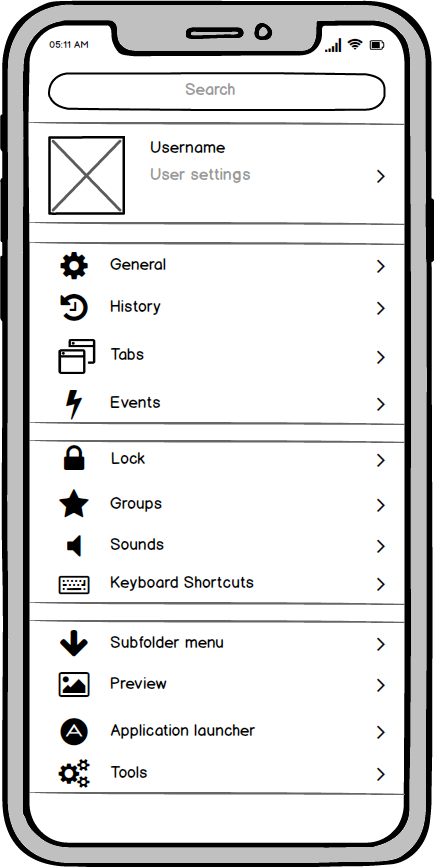 05:11 AM
Search
Username
User settings
General
History
Tabs
Events
Lock
Groups
Sounds
Keyboard Shortcuts
Subfolder menu
Preview
Application launcher
Tools